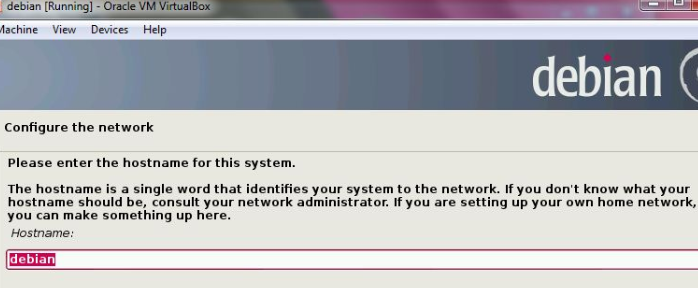 debian [Running] - Oracle VM VirtualBox
Machine View Devices Help
debian
Configure the network
Please enter the hostname for this system.
The hostname is a single word that identifies your system to the network. If you don't know what your
hostname should be, consult your network administrator. If you are setting up your own home network,
you can make something up here.
Hostname:
debian